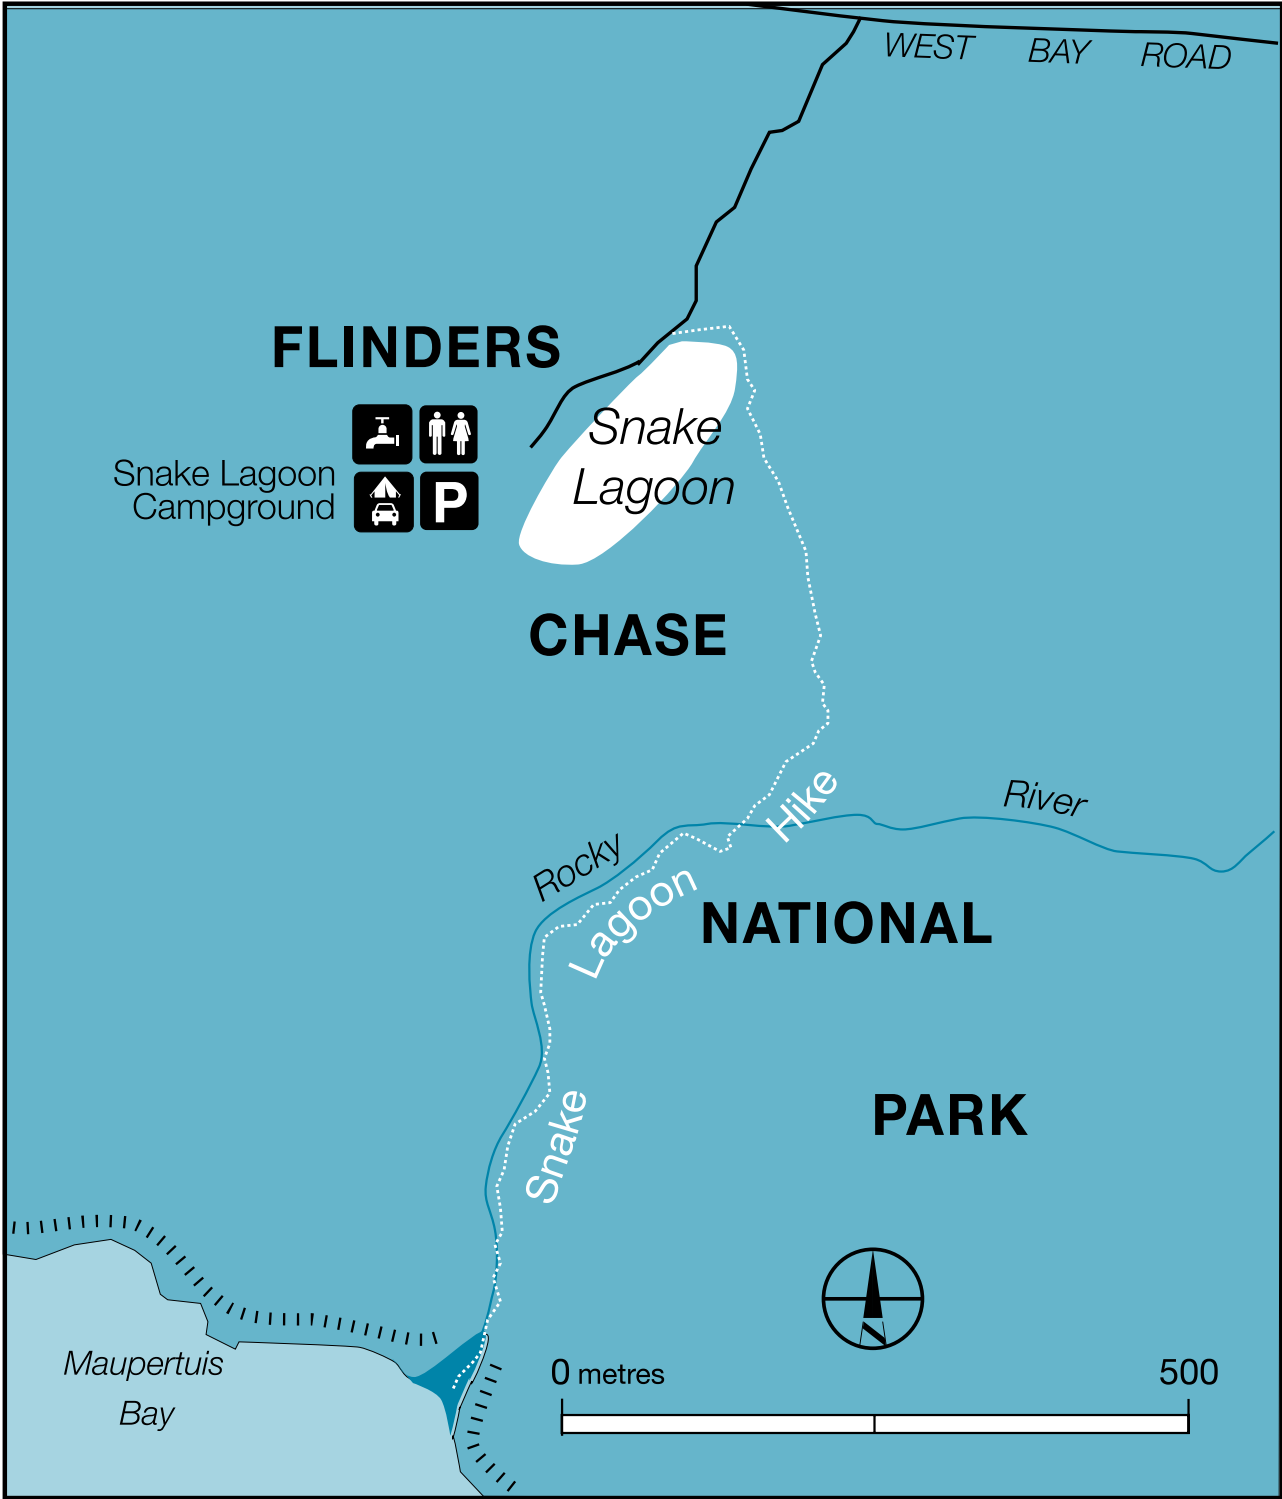 WEST BAY ROAD
FLINDERS
Snake Lagoon
Campground
P
Snake
Lagoon
CHASE
River
Rocky
Snake Lagoon Hike
NATIONAL
PARK
N
Maupertuis
Bay
0 metres 500